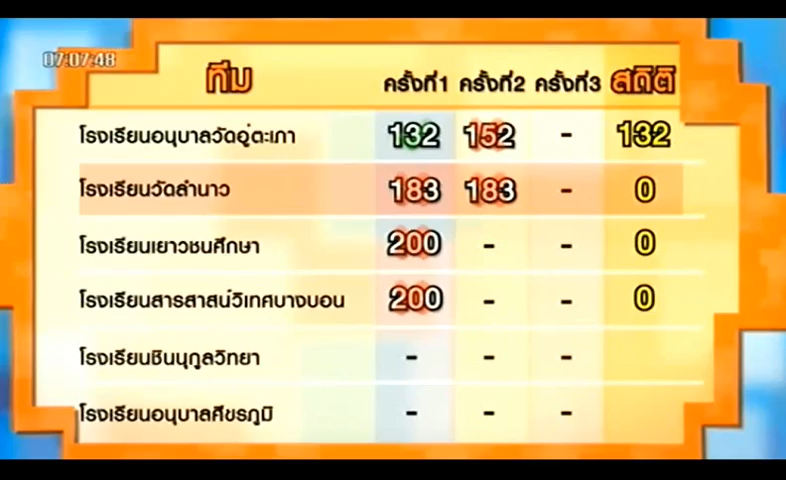 07:07:48
ทีม ครั้งที่1 ครั้งที่2 ครั้งที่3 สถิติ
โรงเรียนอนุบาลวัดอู่ตะเภา 132 152 - 132
โรงเรียนวัดลำนาว 183 183 - 0
โรงเรียนเยาวชนศึกษา 200 - - 0
โรงเรียนสารสาสน์วิเทศบางบอน 200 - - 0
โรงเรียนชินนุกูลวิทยา - - -
โรงเรียนอนุบาลศีขรภูมิ - - -